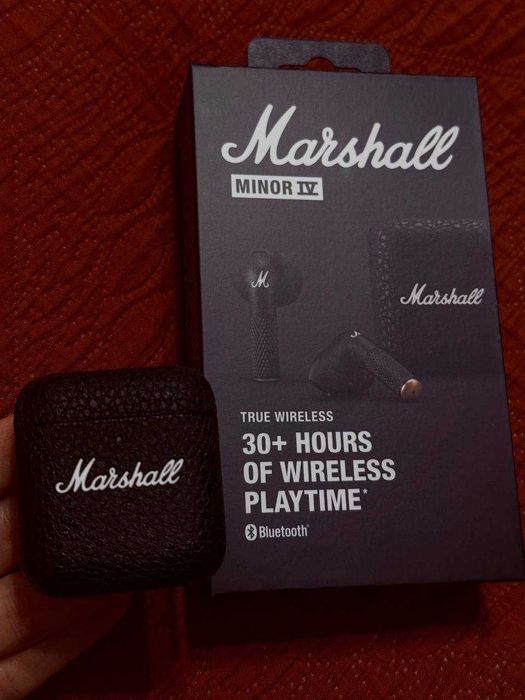 Marshall
MINOR IV
M
Marshall
TRUE WIRELESS
30+ HOURS
OF WIRELESS
PLAYTIME*
Bluetooth®
Marshall